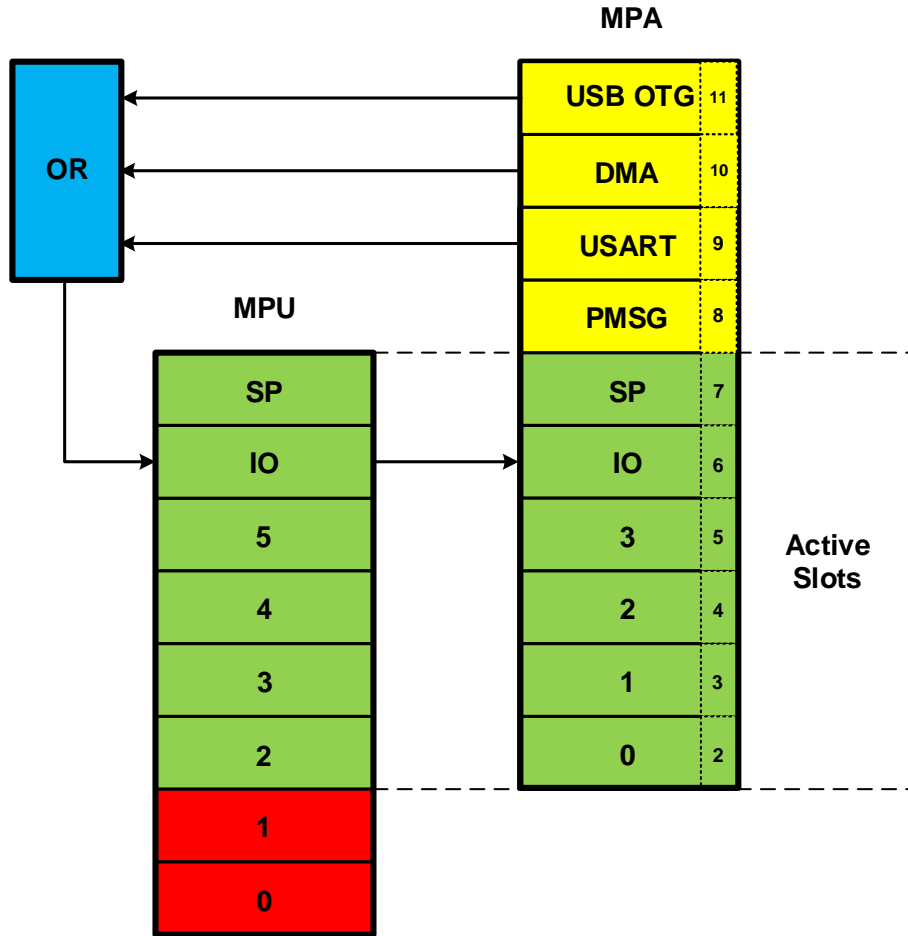 MPA
USB OTG 11
OR
DMA 10
USART 9
MPU
PMSG 8
SP
SP 7
IO
IO 6
5
3 5
Active
Slots
4
2 4
3
1 3
2
0 2
1
0